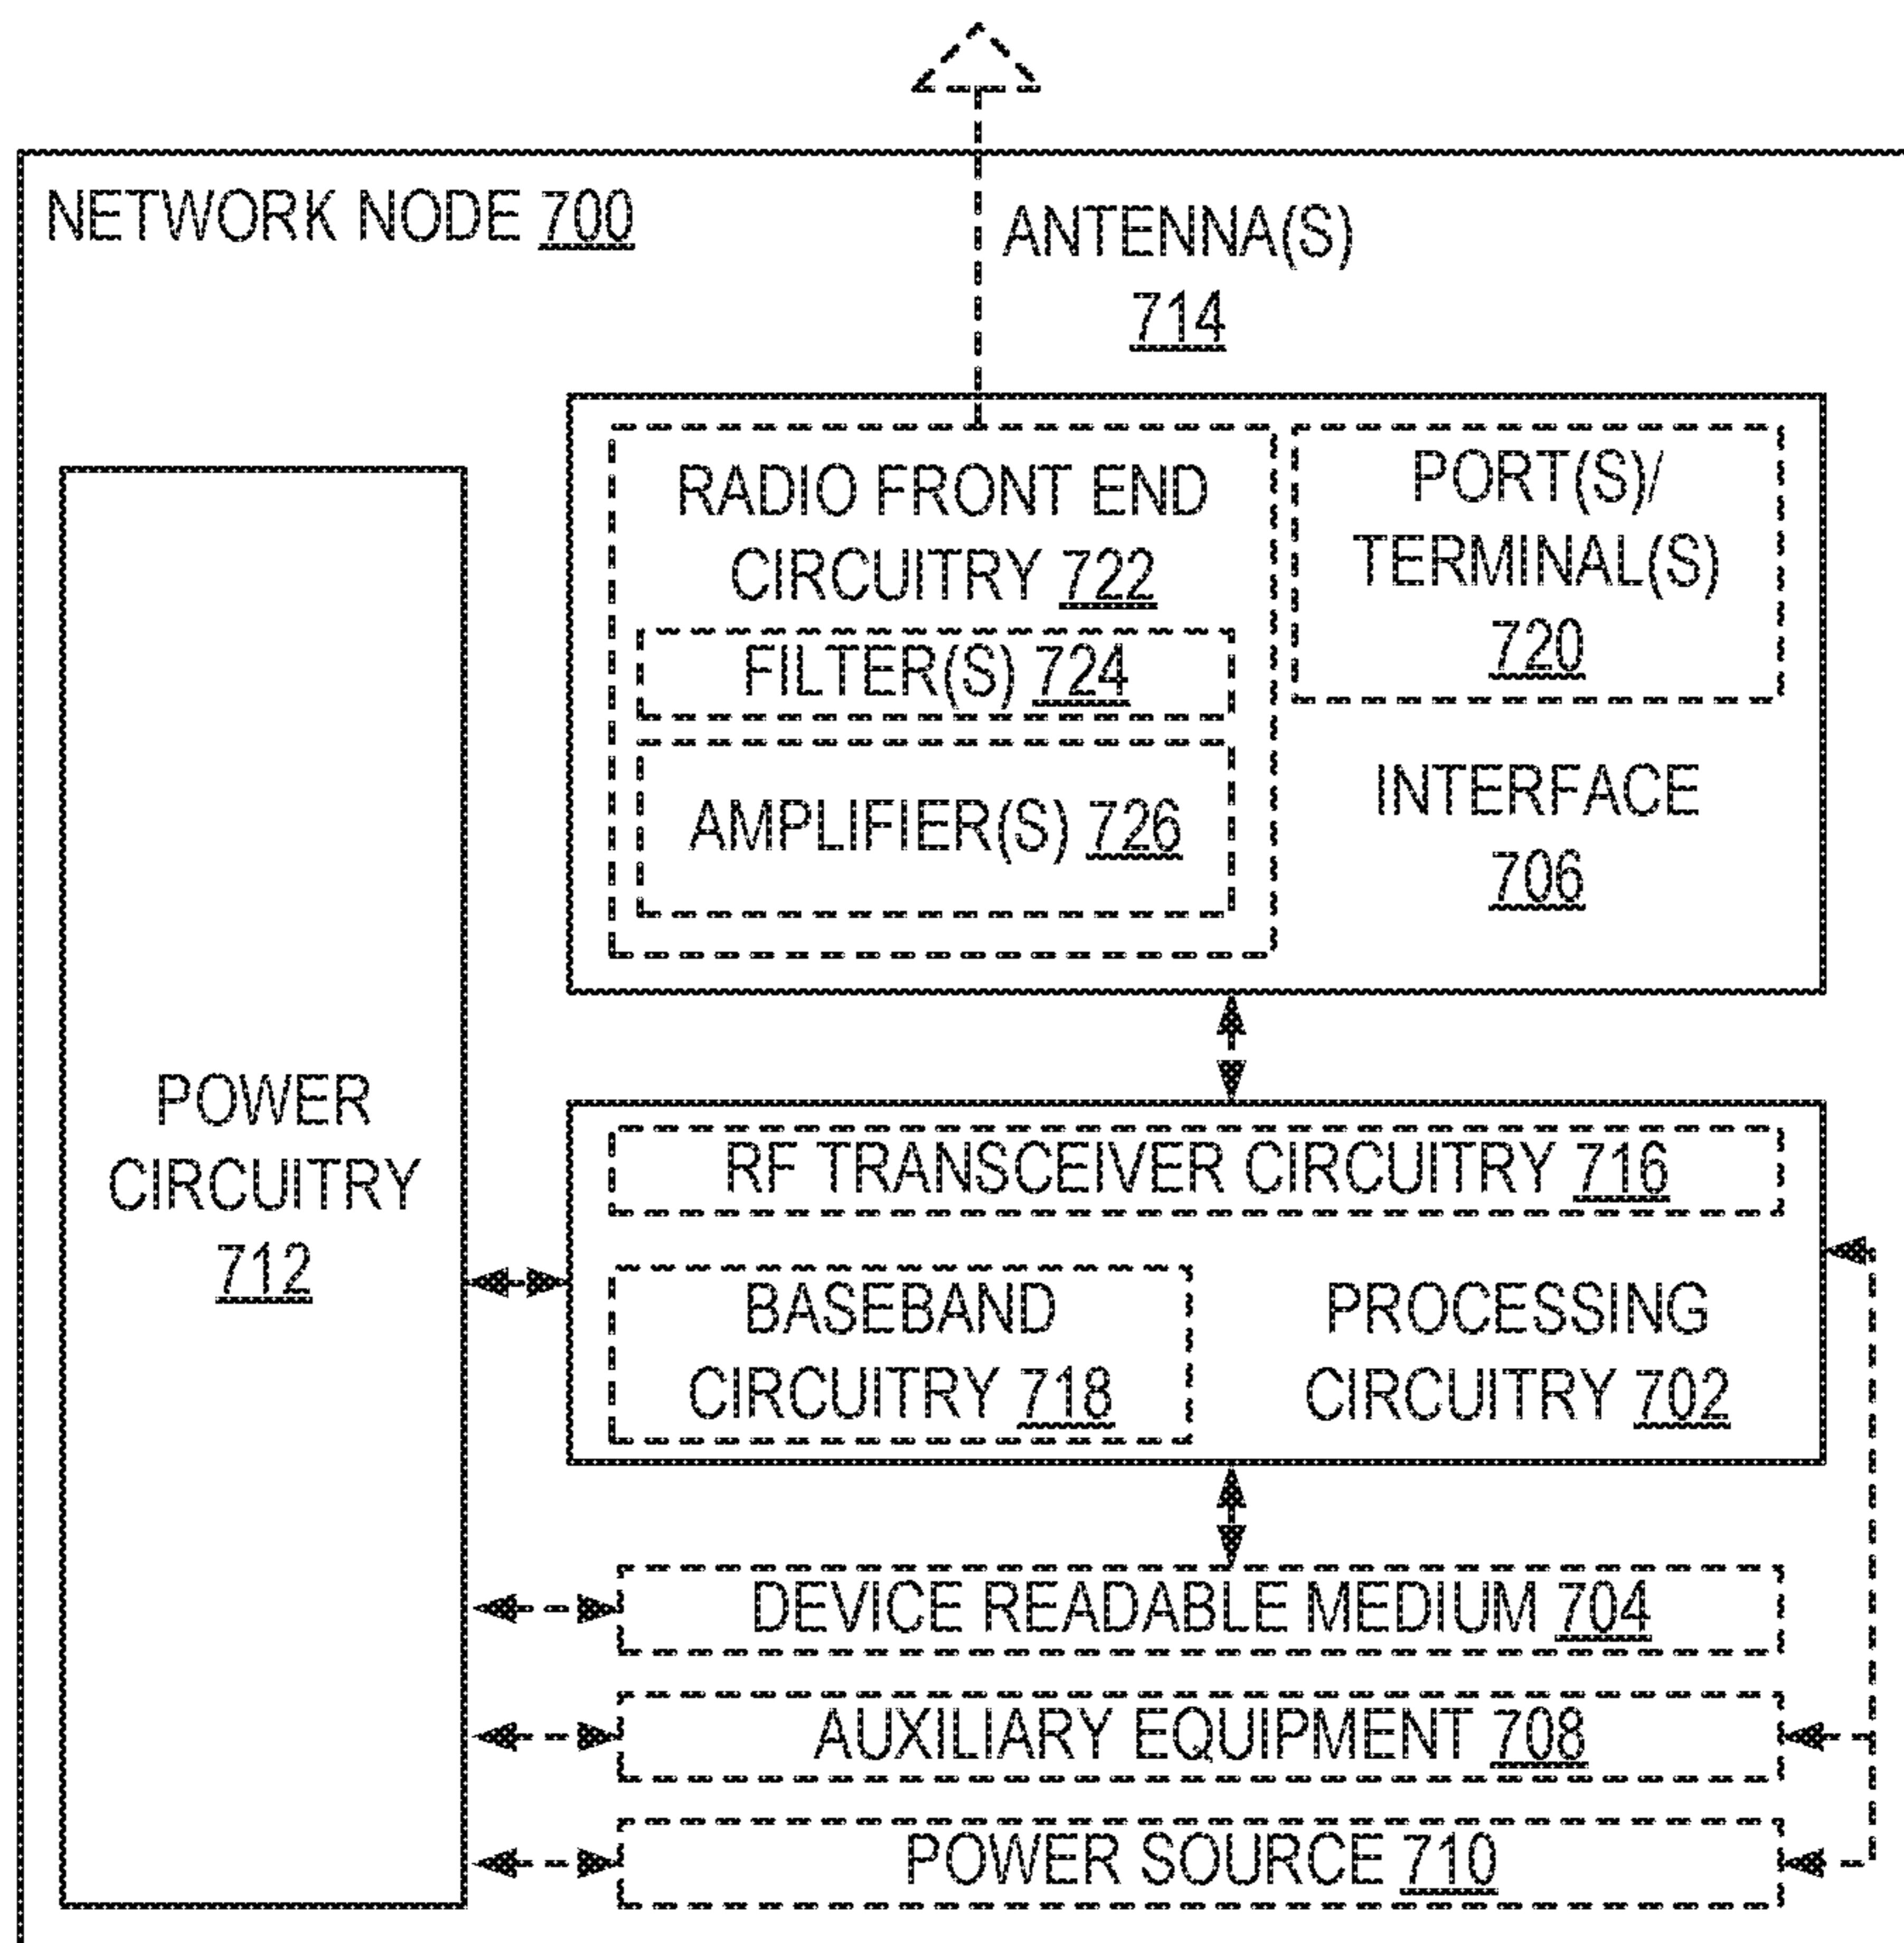 NETWORK NODE 700
ANTENNA(S)
714
RADIO FRONT END
CIRCUITRY 722
FILTER(S) 724
AMPLIFIER(S) 726
PORT(S)/
TERMINAL(S)
720
INTERFACE
706
POWER
CIRCUITRY
712
RF TRANSCEIVER CIRCUITRY 716
BASEBAND
CIRCUITRY 718
PROCESSING
CIRCUITRY 702
DEVICE READABLE MEDIUM 704
AUXILIARY EQUIPMENT 708
POWER SOURCE 710